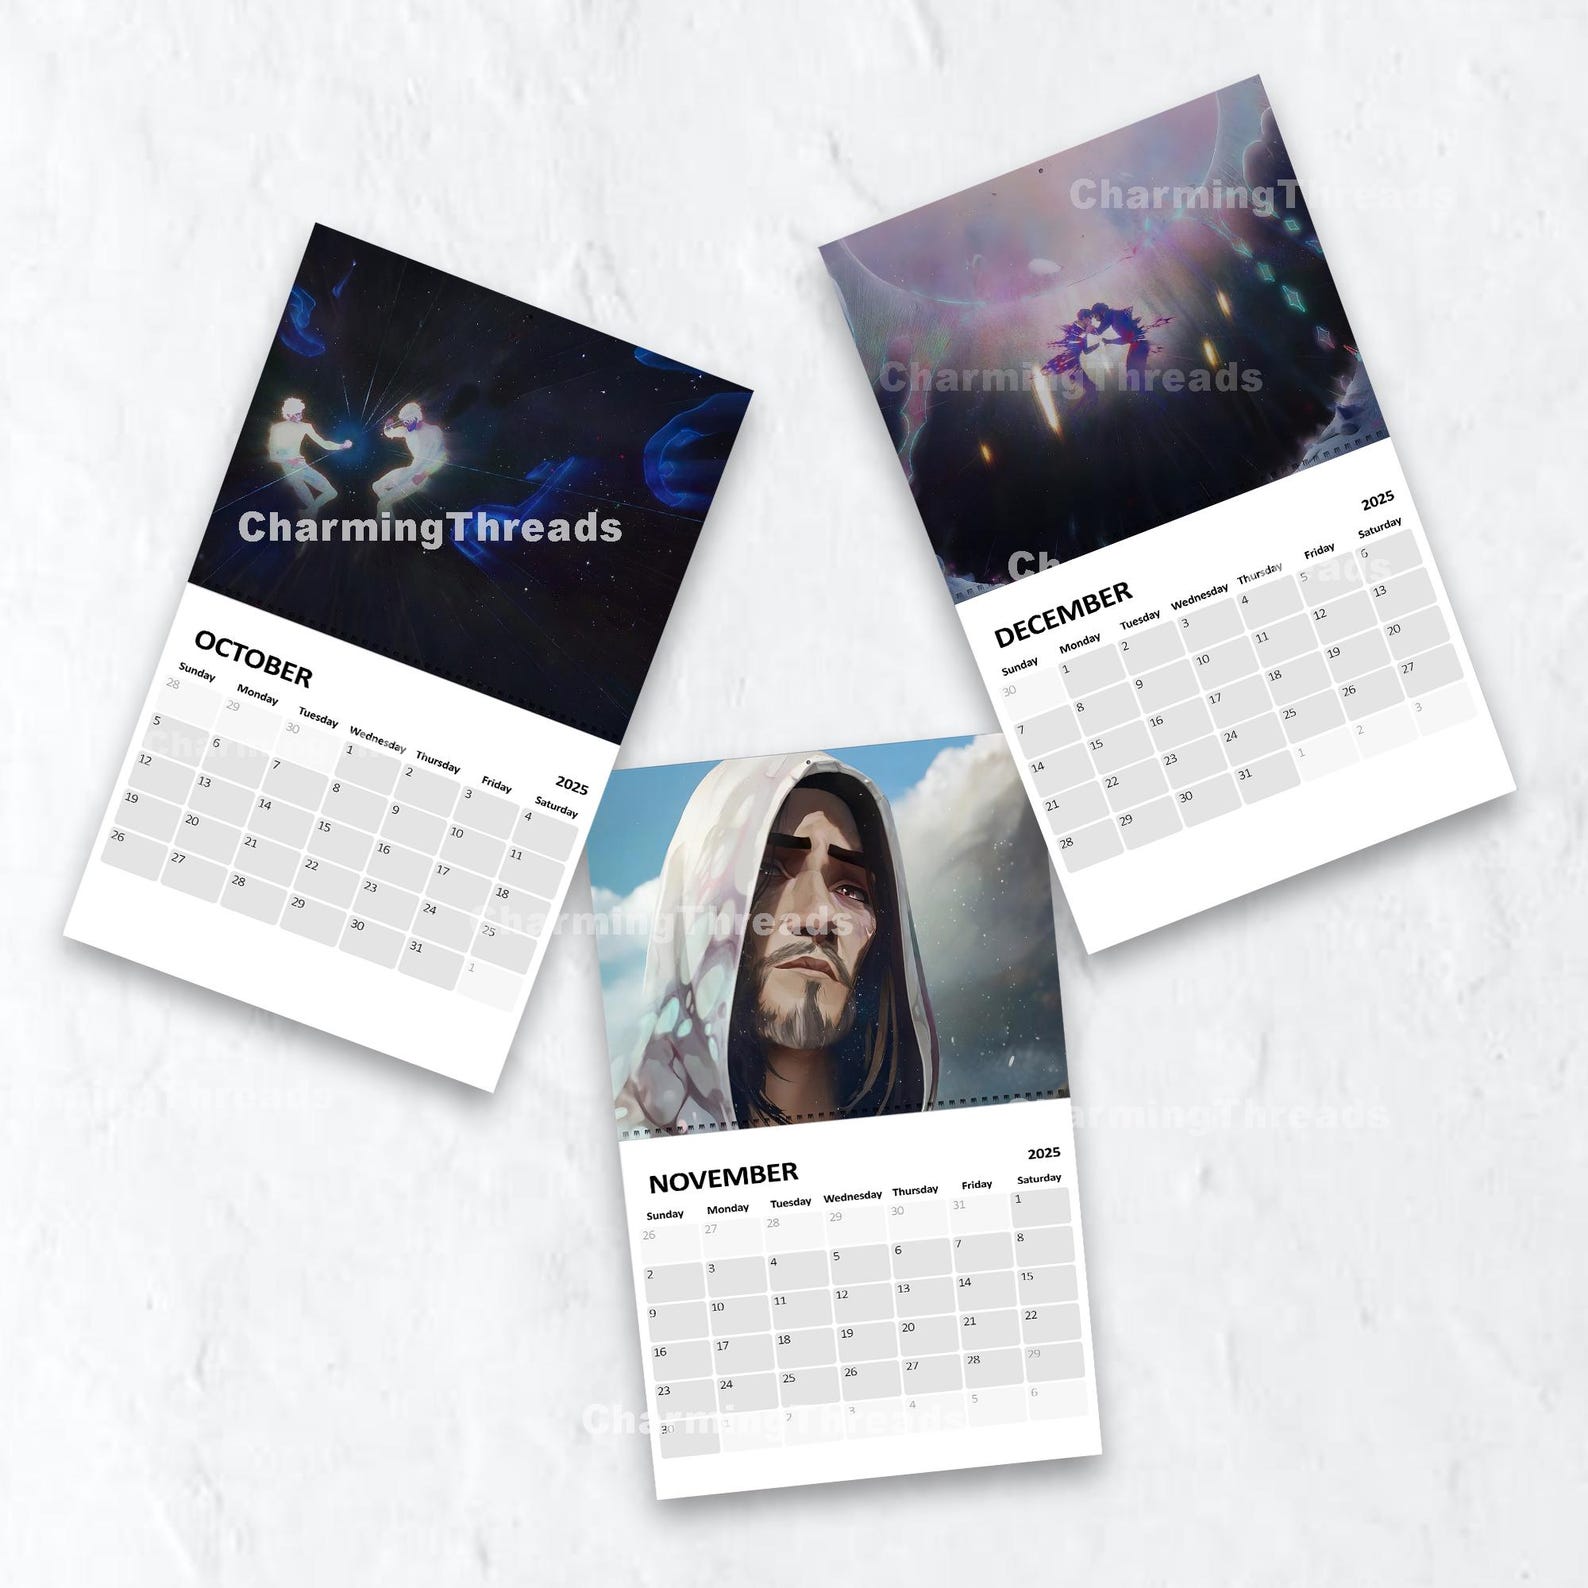 CharmingThreads
OCTOBER
2025
Sunday Monday Tuesday Wednesday Thursday Friday Saturday
28 29 30 1 2 3 4
5 6 7 8 9 10 11
12 13 14 15 16 17 18
19 20 21 22 23 24 25
26 27 28 29 30 31 1
CharmingThreads
CharmingThreads
CharmingThreads
DECEMBER
2025
Sunday Monday Tuesday Wednesday Thursday Friday Saturday
30 1 2 3 4 5 6
7 8 9 10 11 12 13
14 15 16 17 18 19 20
21 22 23 24 25 26 27
28 29 30 31 1 2 3
CharmingThreads
NOVEMBER
2025
Sunday Monday Tuesday Wednesday Thursday Friday Saturday
26 27 28 29 30 31 1
2 3 4 5 6 7 8
9 10 11 12 13 14 15
16 17 18 19 20 21 22
23 24 25 26 27 28 29
30 1 2 3 4 5 6
CharmingThreads